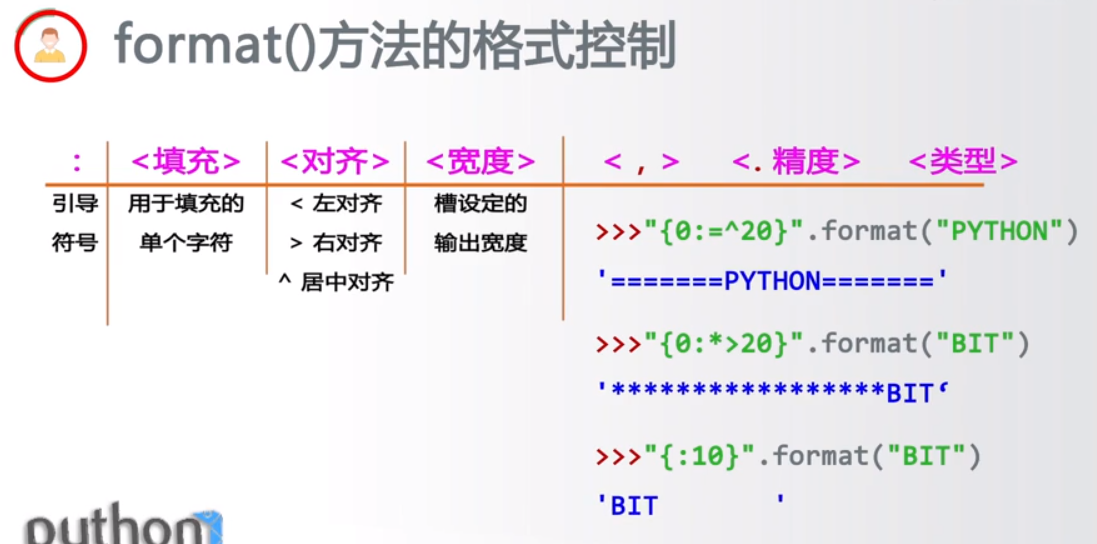 format()方法的格式控制
: <填充> <对齐> <宽度> < , > <. 精度> <类型>
引导符号
用于填充的单个字符
< 左对齐
> 右对齐
^ 居中对齐
槽设定的输出宽度
>>>"{0:=^20}".format("PYTHON")
'=======PYTHON======='
>>>"{0:*>20}".format("BIT")
'*****************BIT‘
>>>"{:10}".format("BIT")
'BIT       '
python